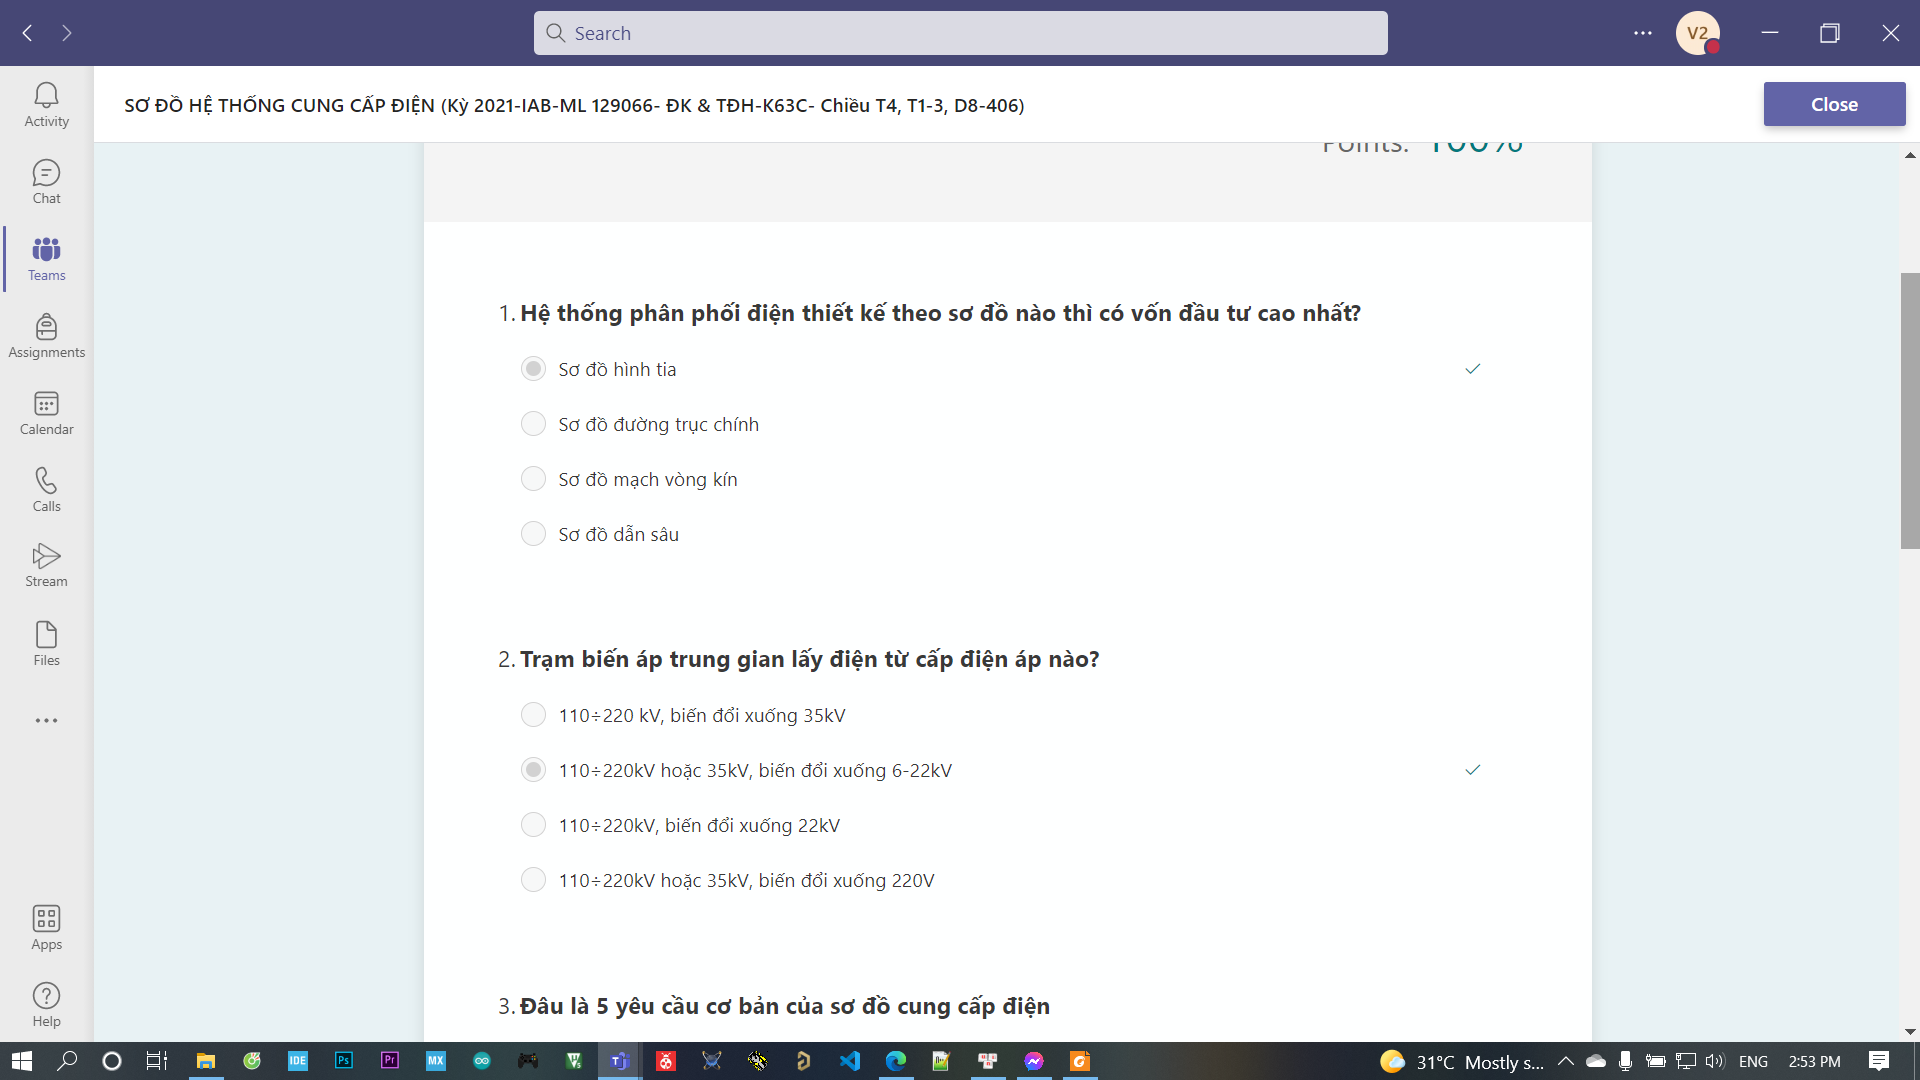 Search
V2
Activity
Chat
Teams
Assignments
Calendar
Calls
Stream
Files
Apps
Help
SƠ ĐỒ HỆ THỐNG CUNG CẤP ĐIỆN (Kỳ 2021-IAB-ML 129066- ĐK & TĐH-K63C- Chiều T4, T1-3, D8-406)
Close
Points: 100%
1. Hệ thống phân phối điện thiết kế theo sơ đồ nào thì có vốn đầu tư cao nhất?
Sơ đồ hình tia
Sơ đồ đường trục chính
Sơ đồ mạch vòng kín
Sơ đồ dẫn sâu
2. Trạm biến áp trung gian lấy điện từ cấp điện áp nào?
110÷220 kV, biến đổi xuống 35kV
110÷220kV hoặc 35kV, biến đổi xuống 6-22kV
110÷220kV, biến đổi xuống 22kV
110÷220kV hoặc 35kV, biến đổi xuống 220V
3. Đâu là 5 yêu cầu cơ bản của sơ đồ cung cấp điện
IDE
Ps
Pr
MX
31°C Mostly s...
ENG
2:53 PM